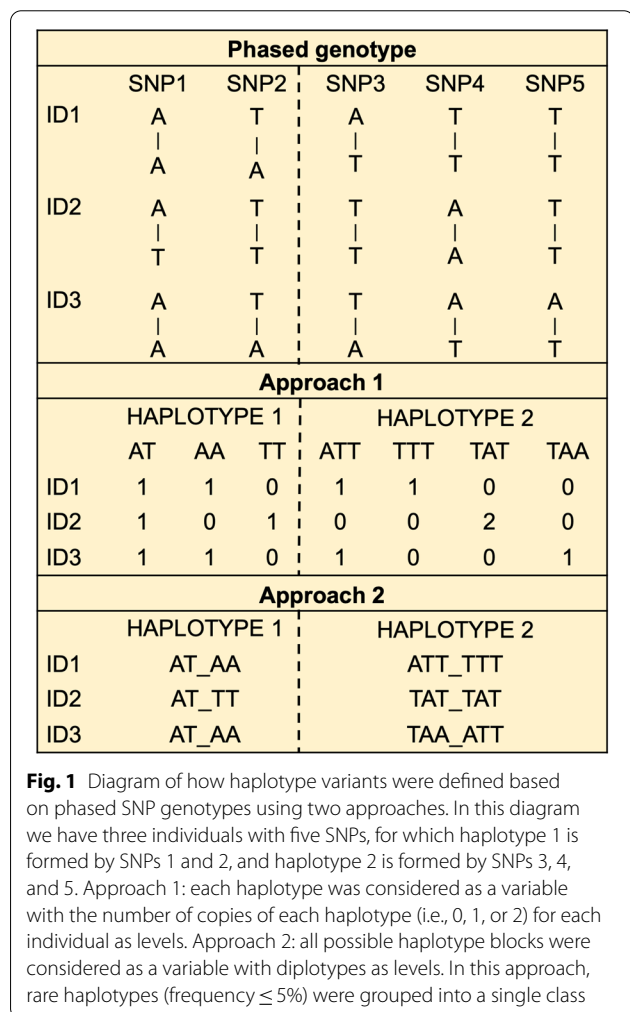 Phased genotype
SNP1 SNP2 SNP3 SNP4 SNP5
ID1 A T A T T
| | | | |
A A T T T
ID2 A T T A T
| | | | |
T T T A T
ID3 A T T A A
| | | | |
A A A T T
Approach 1
HAPLOTYPE 1 HAPLOTYPE 2
AT AA TT ATT TTT TAT TAA
ID1 1 1 0 1 1 0 0
ID2 1 0 1 0 0 2 0
ID3 1 1 0 1 0 0 1
Approach 2
HAPLOTYPE 1 HAPLOTYPE 2
ID1 AT_AA ATT_TTT
ID2 AT_TT TAT_TAT
ID3 AT_AA TAA_ATT
Fig. 1 Diagram of how haplotype variants were defined based
on phased SNP genotypes using two approaches. In this diagram
we have three individuals with five SNPs, for which haplotype 1 is
formed by SNPs 1 and 2, and haplotype 2 is formed by SNPs 3, 4,
and 5. Approach 1: each haplotype was considered as a variable
with the number of copies of each haplotype (i.e., 0, 1, or 2) for each
individual as levels. Approach 2: all possible haplotype blocks were
considered as a variable with diplotypes as levels. In this approach,
rare haplotypes (frequency ≤ 5%) were grouped into a single class